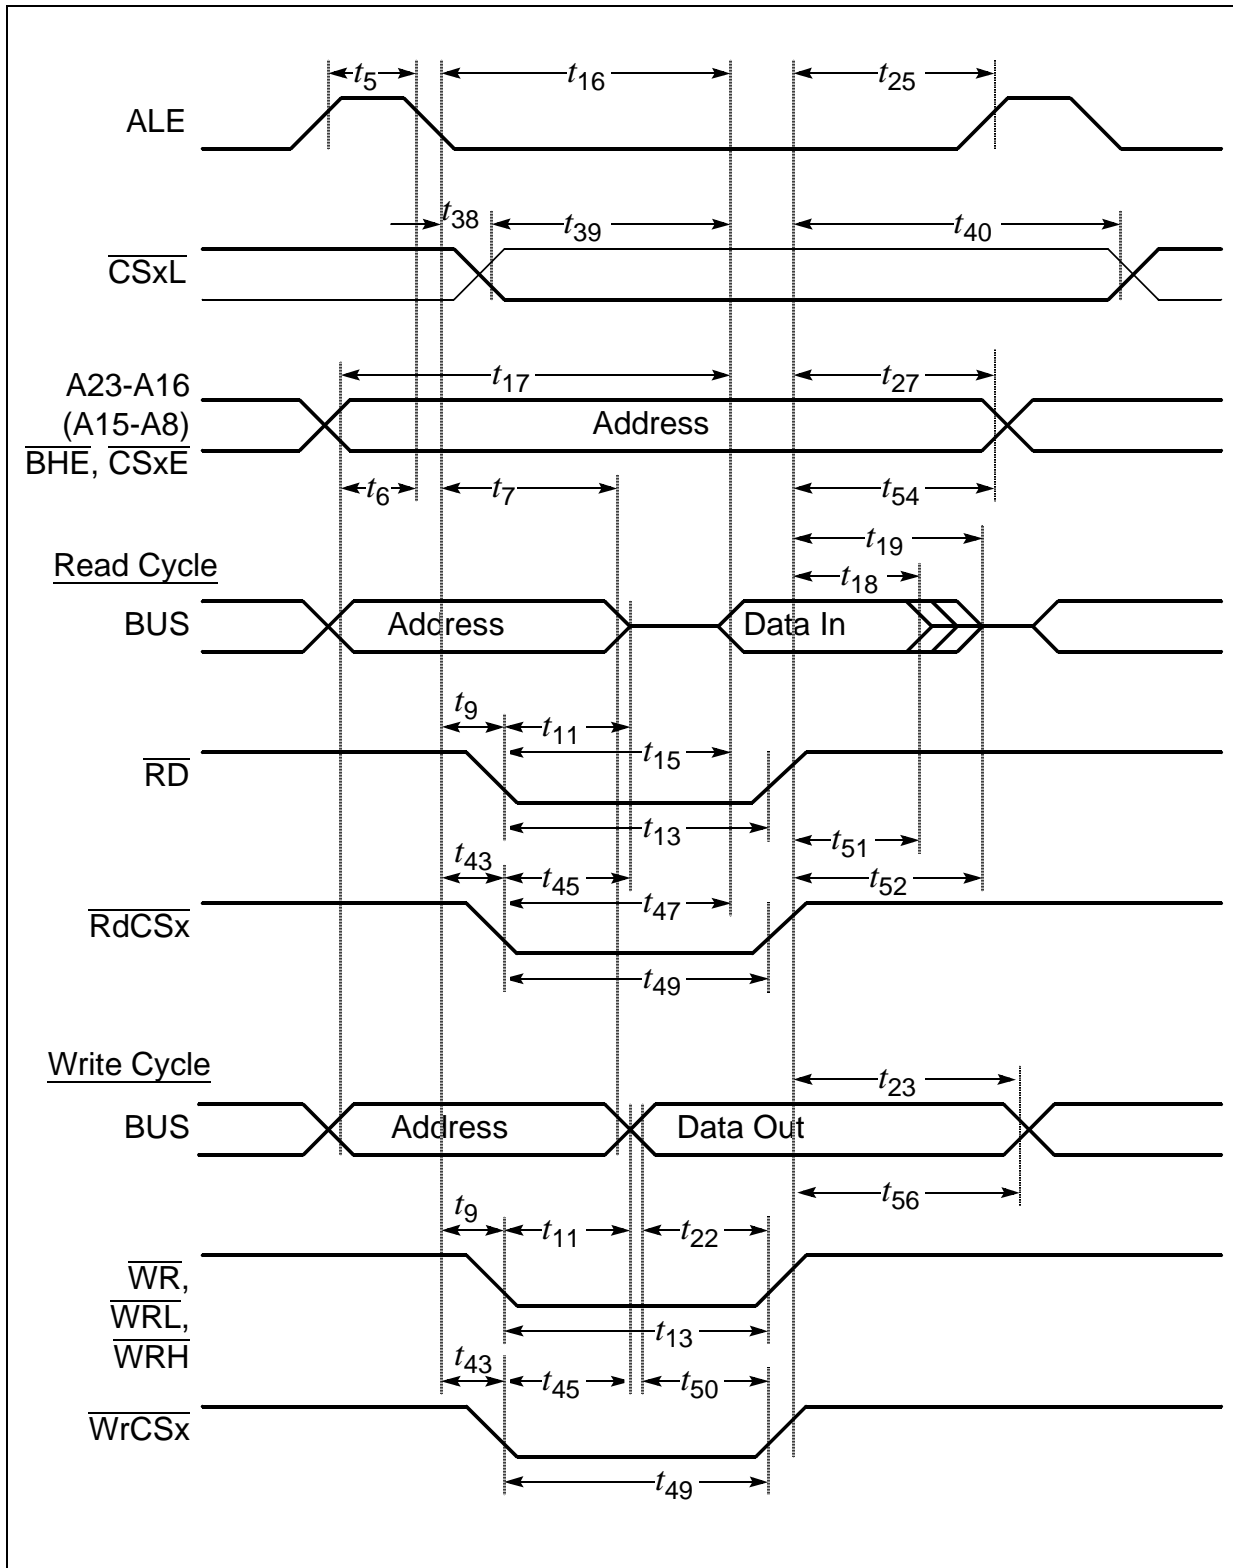 t5 t16 t25
ALE
t38 t39 t40
CSxL
A23-A16
(A15-A8)
BHE, CSxE
t17 t27
Address
t6 t7 t54
t19
Read Cycle
t18
BUS Address Data In
t9 t11
t15
RD
t13 t51
t43 t45 t52
t47
RdCSx
t49
Write Cycle
t23
BUS Address Data Out
t56
t9 t11 t22
WR,
WRL,
WRH
t13
t43 t45 t50
WrCSx
t49